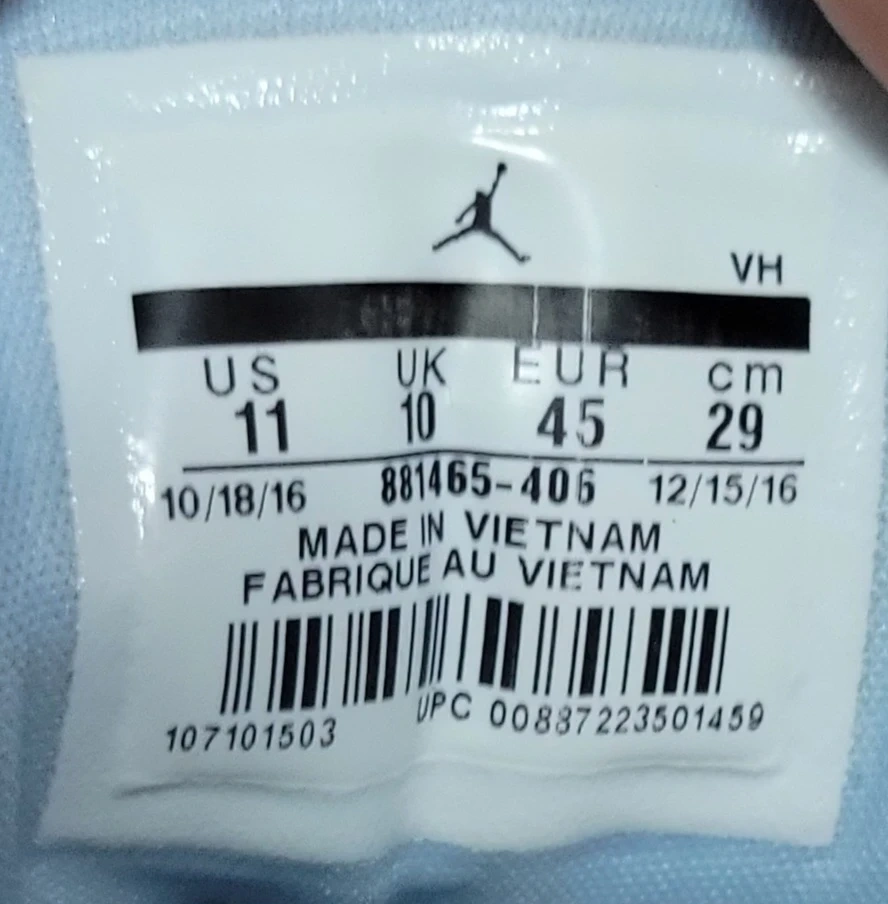 VH
US UK EUR cm
11 10 45 29
10/18/16 881465-406 12/15/16
MADE IN VIETNAM
FABRIQUE AU VIETNAM
107101503 UPC 00887223501459